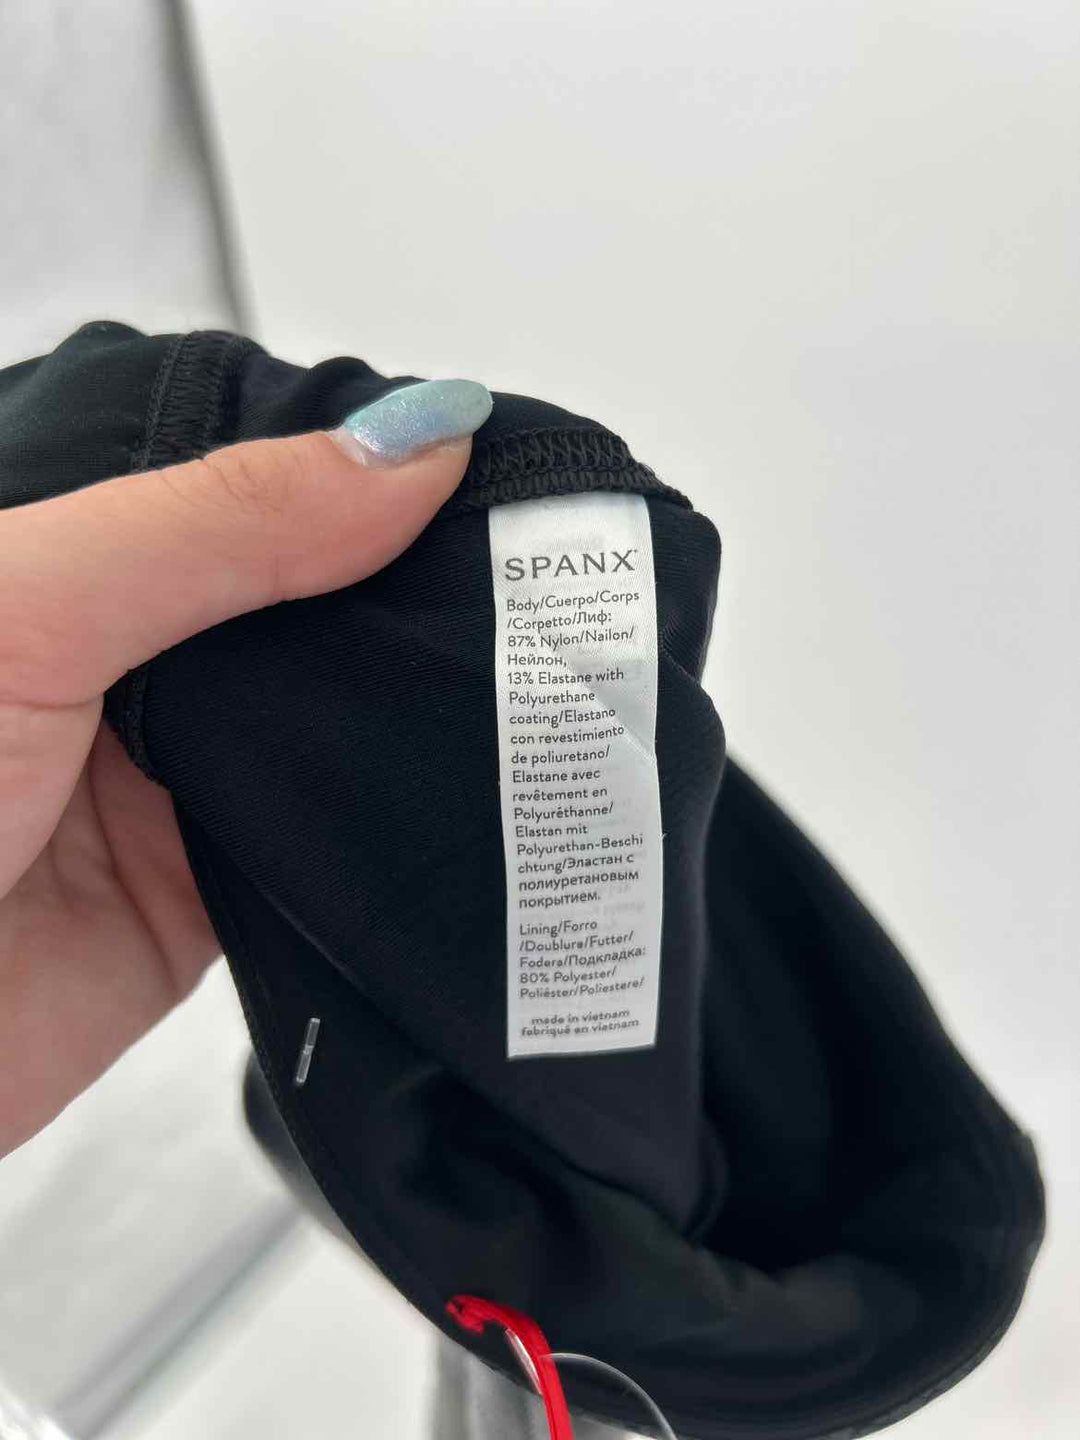 SPANX
Body/Cuerpo/Corps
/Corpetto/Лиф:
87% Nylon/Nailon/
Нейлон,
13% Elastane with
Polyurethane
coating/Elastano
con revestimiento
de poliuretano/
Elastane avec
revêtement en
Polyuréthanne/
Elastan mit
Polyurethan-Beschi
chtung/Эластан с
полиуретановым
покрытием.
Lining/Forro
/Doublure/Futter/
Fodera/Подкладка:
80% Polyester/
Poliéster/Poliestere/
made in vietnam
fabriqué en vietnam